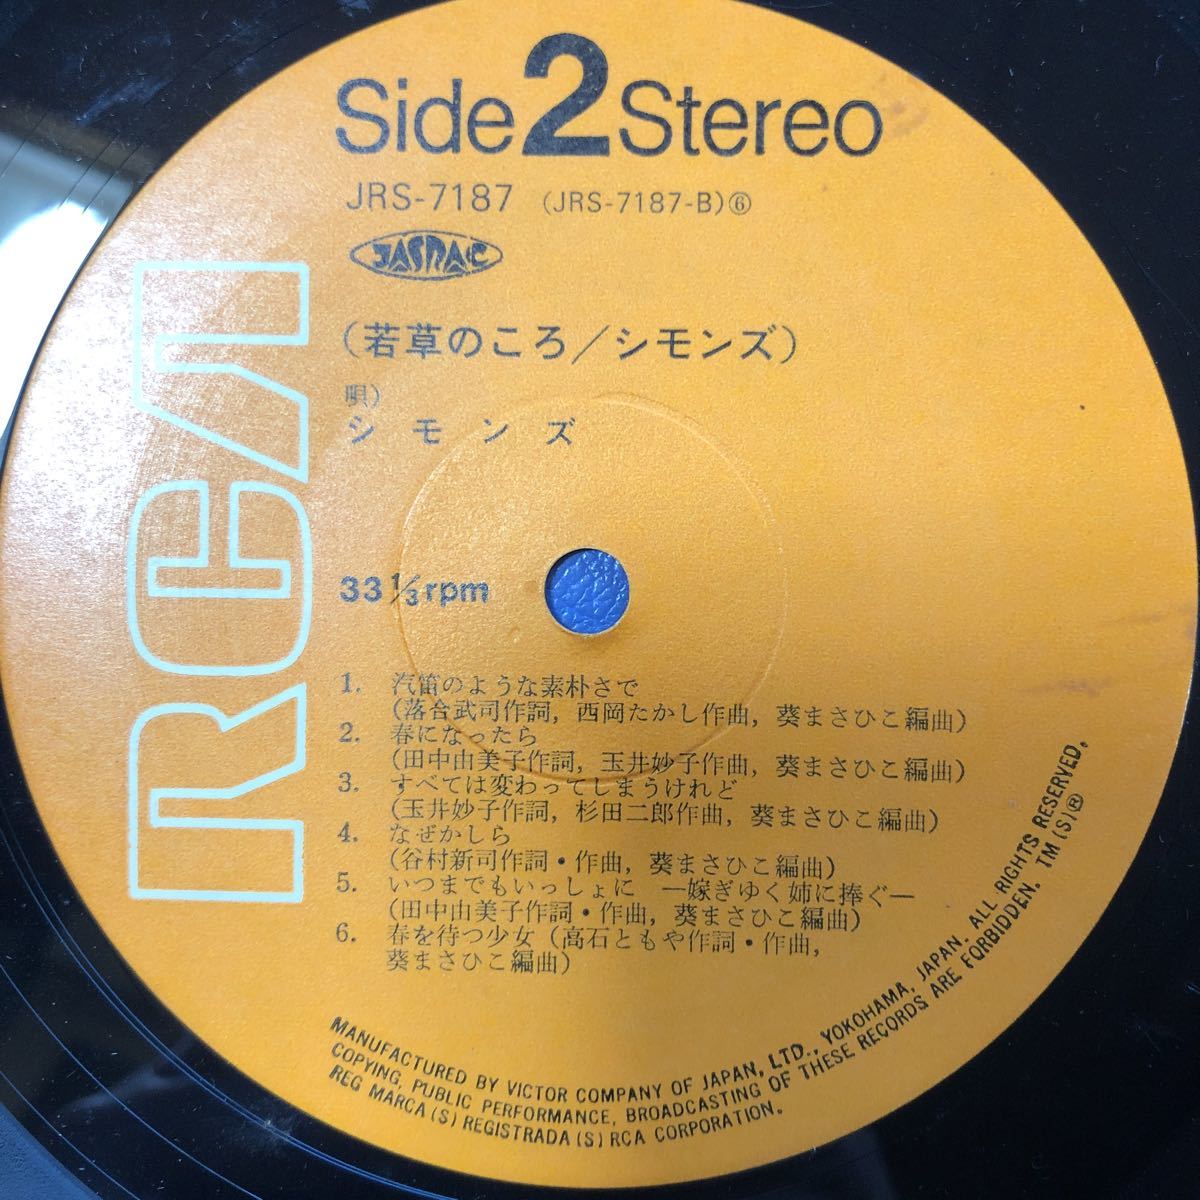 Side 2 Stereo
JRS-7187 (JRS-7187-B)⑥
JASRAC
(若草のころ/シモンズ)
唄)
シモンズ
RCA
33 1/3 rpm
1. 汽笛のような素朴さで
(落合武司作詞, 西岡たかし作曲, 葵まさひこ編曲)
2. 春になったら
(田中由美子作詞, 玉井妙子作曲, 葵まさひこ編曲)
3. すべては変わってしまうけれど
(玉井妙子作詞, 杉田二郎作曲, 葵まさひこ編曲)
4. なぜかしら
(谷村新司作詞・作曲, 葵まさひこ編曲)
5. いつまでもいっしょに ―嫁ぎゆく姉に捧ぐ―
(田中由美子作詞・作曲, 葵まさひこ編曲)
6. 春を待つ少女 (高石ともや作詞・作曲,
葵まさひこ編曲)
MANUFACTURED BY VICTOR COMPANY OF JAPAN, LTD., YOKOHAMA, JAPAN. ALL RIGHTS RESERVED.
COPYING, PUBLIC PERFORMANCE, BROADCASTING OF THESE RECORDS ARE FORBIDDEN. TM(S)®
REG MARCA(S) REGISTRADA(S) RCA CORPORATION.